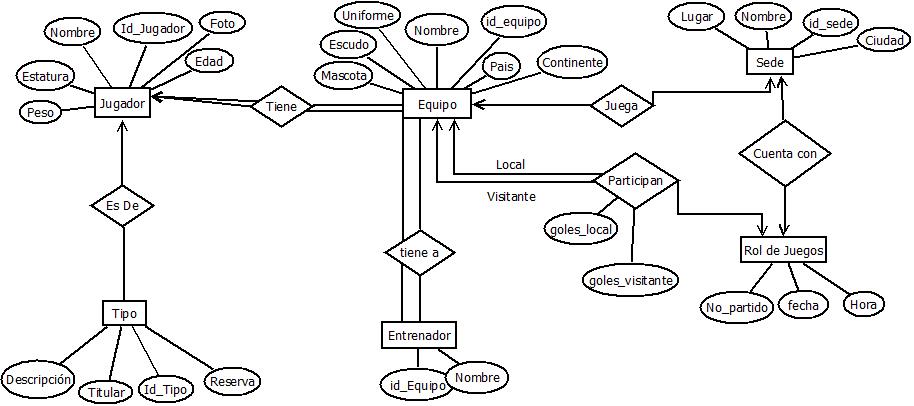 Uniforme
Nombre
id_equipo
Lugar
Nombre
id_sede
Ciudad
Nombre
Id_Jugador
Foto
Escudo
Pais
Continente
Sede
Estatura
Edad
Mascota
Peso
Jugador
Tiene
Equipo
Juega
Cuenta con
Local
Visitante
Participan
Es De
goles_local
tiene a
Rol de Juegos
goles_visitante
No_partido
fecha
Hora
Tipo
Entrenador
Descripción
Titular
Id_Tipo
Reserva
id_Equipo
Nombre